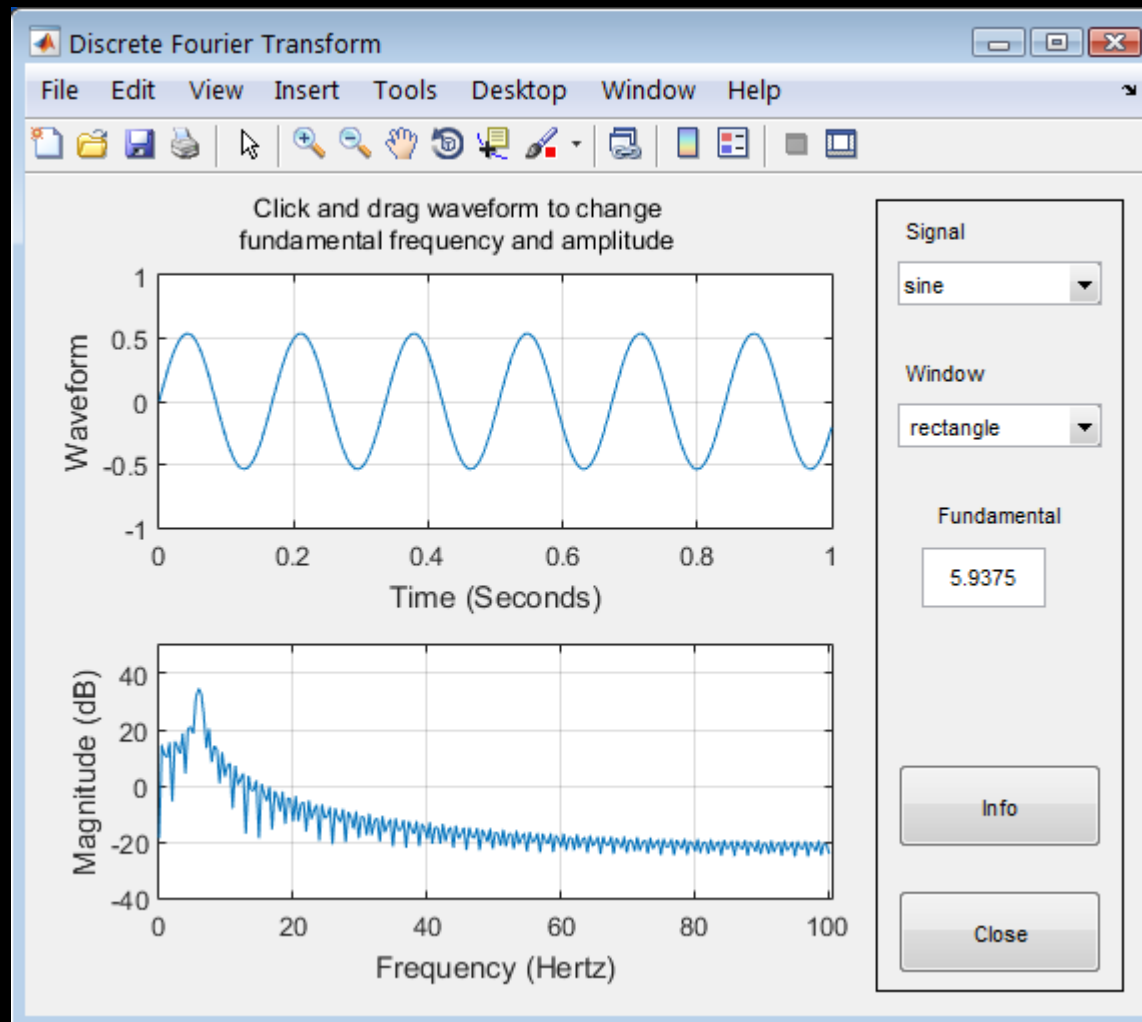 Discrete Fourier Transform
File Edit View Insert Tools Desktop Window Help
Click and drag waveform to change
fundamental frequency and amplitude
Waveform
1
0.5
0
-0.5
-1
0 0.2 0.4 0.6 0.8 1
Time (Seconds)
Magnitude (dB)
40
20
0
-20
-40
0 20 40 60 80 100
Frequency (Hertz)
Signal
sine
Window
rectangle
Fundamental
5.9375
Info
Close